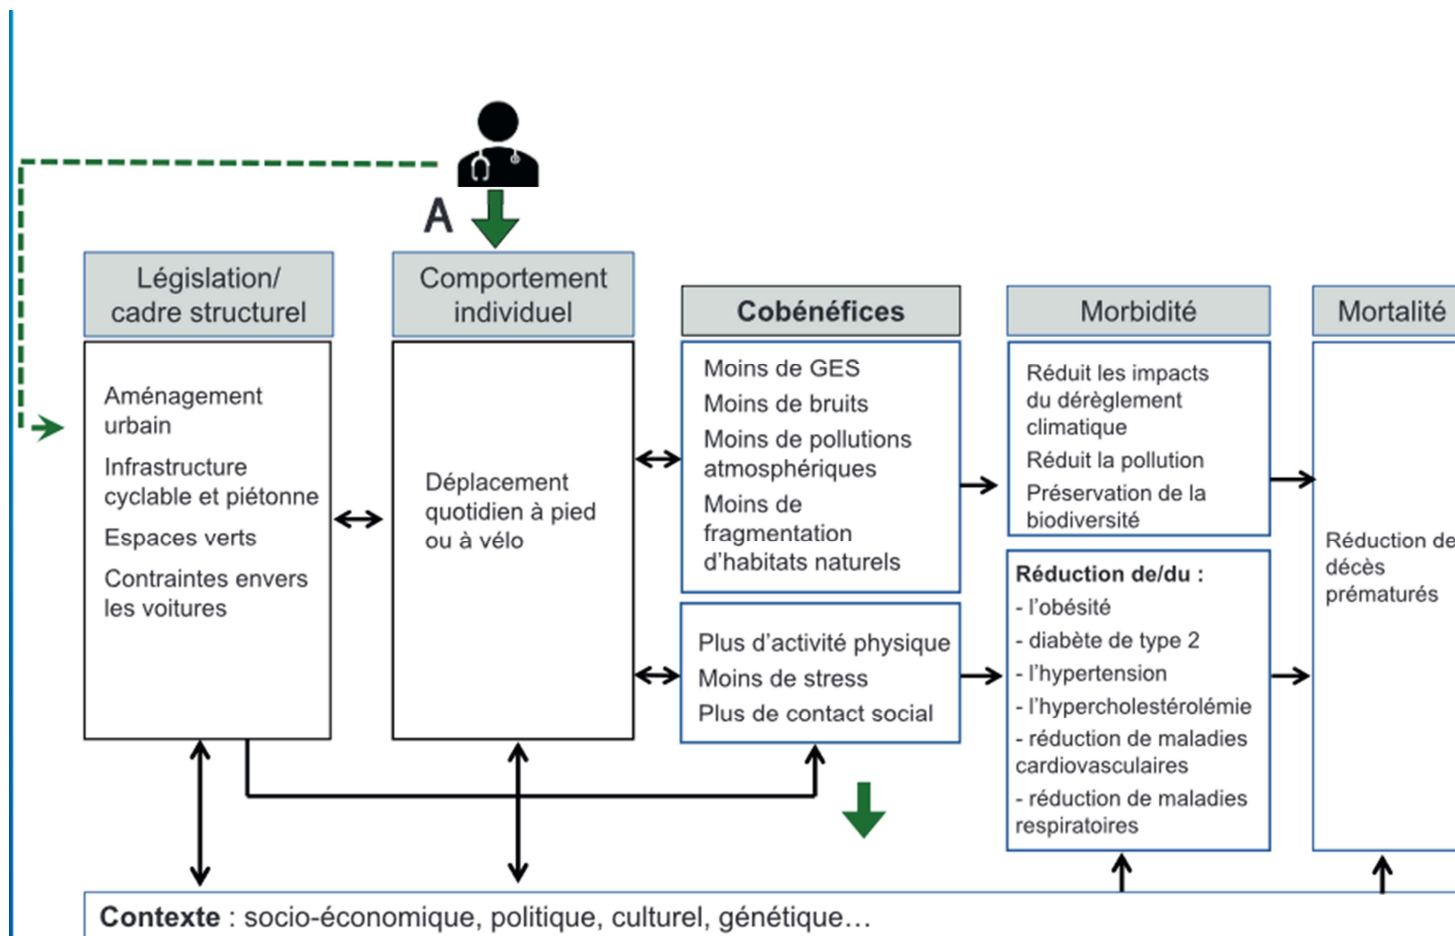 A
Législation/
cadre structurel
Aménagement
urbain
Infrastructure
cyclable et piétonne
Espaces verts
Contraintes envers
les voitures
Comportement
individuel
Déplacement
quotidien à pied
ou à vélo
Cobénéfices
Moins de GES
Moins de bruits
Moins de pollutions
atmosphériques
Moins de
fragmentation
d'habitats naturels
Plus d'activité physique
Moins de stress
Plus de contact social
Morbidité
Réduit les impacts
du dérèglement
climatique
Réduit la pollution
Préservation de la
biodiversité
Réduction de/du :
- l'obésité
- diabète de type 2
- l'hypertension
- l'hypercholestérolémie
- réduction de maladies
cardiovasculaires
- réduction de maladies
respiratoires
Mortalité
Réduction de
décès
prématurés
Contexte : socio-économique, politique, culturel, génétique…